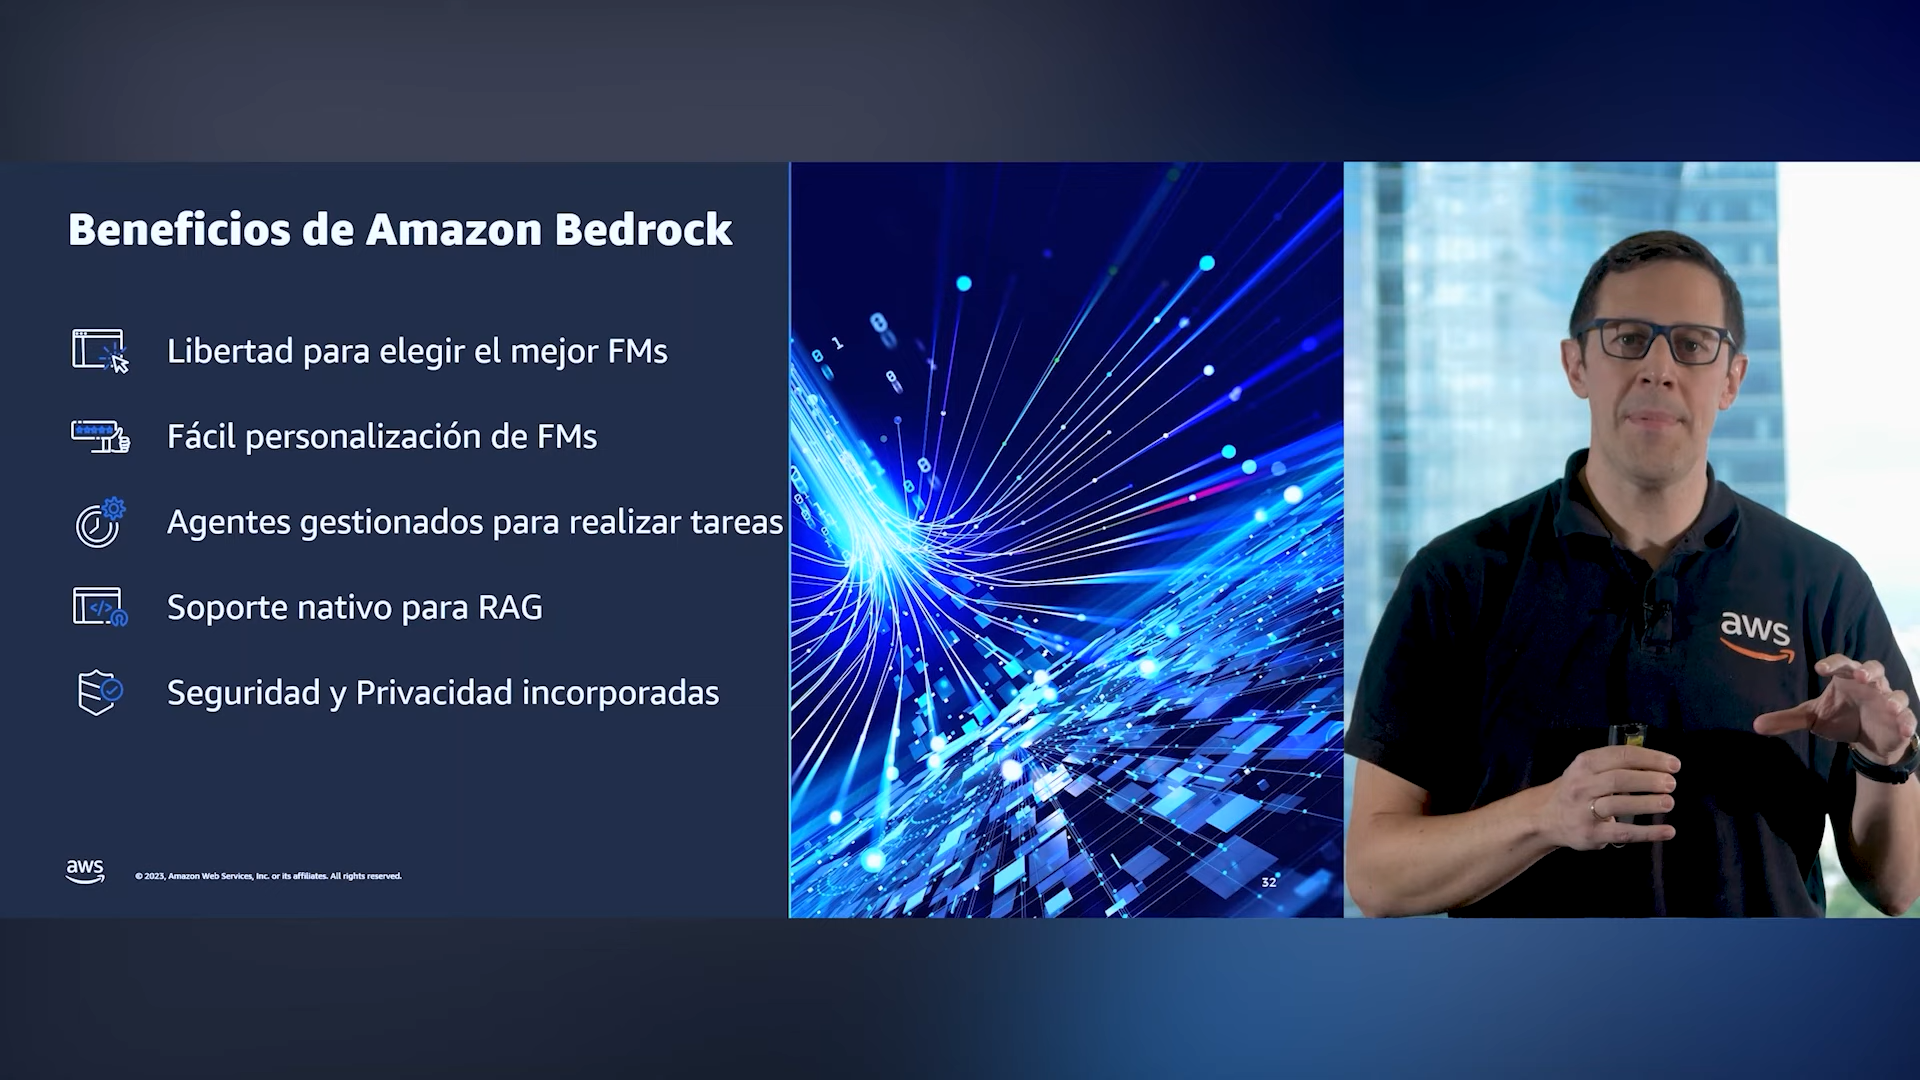 Beneficios de Amazon Bedrock
Libertad para elegir el mejor FMs
Fácil personalización de FMs
Agentes gestionados para realizar tareas
Soporte nativo para RAG
Seguridad y Privacidad incorporadas
aws
© 2023, Amazon Web Services, Inc. or its affiliates. All rights reserved.
32
aws